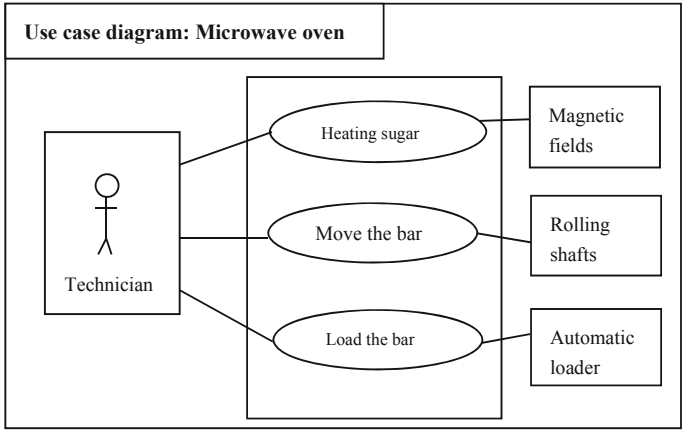 Use case diagram: Microwave oven
Heating sugar
Magnetic
fields
Technician
Move the bar
Rolling
shafts
Load the bar
Automatic
loader